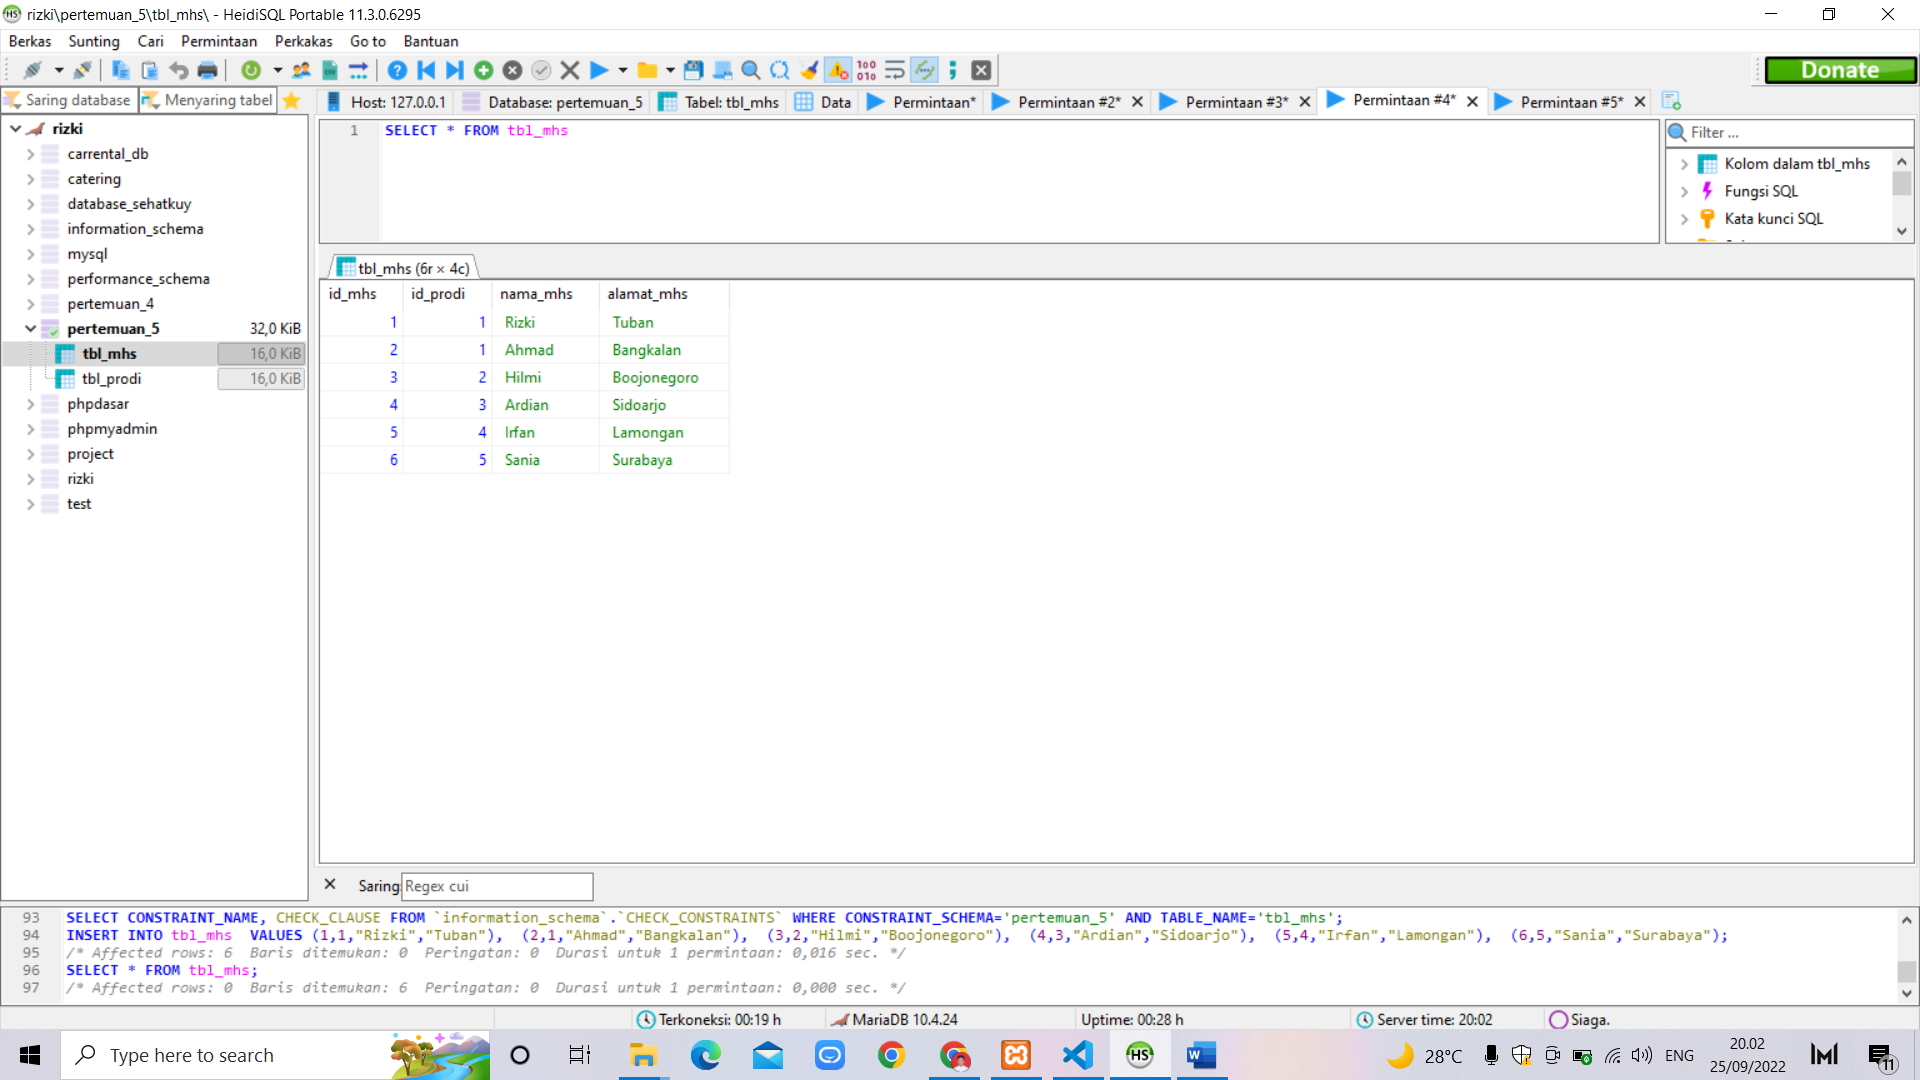 rizki\pertemuan_5\tbl_mhs\ - HeidiSQL Portable 11.3.0.6295
Berkas Sunting Cari Permintaan Perkakas Go to Bantuan
Donate
Saring database Menyaring tabel
Host: 127.0.0.1 Database: pertemuan_5 Tabel: tbl_mhs Data Permintaan* Permintaan #2* Permintaan #3* Permintaan #4* Permintaan #5*
rizki
carrental_db
catering
database_sehatkuy
information_schema
mysql
performance_schema
pertemuan_4
pertemuan_5 32,0 KiB
tbl_mhs 16,0 KiB
tbl_prodi 16,0 KiB
phpdasar
phpmyadmin
project
rizki
test
1 SELECT * FROM tbl_mhs
Filter ...
Kolom dalam tbl_mhs
Fungsi SQL
Kata kunci SQL
tbl_mhs (6r × 4c)
id_mhs id_prodi nama_mhs alamat_mhs
1 1 Rizki Tuban
2 1 Ahmad Bangkalan
3 2 Hilmi Boojonegoro
4 3 Ardian Sidoarjo
5 4 Irfan Lamongan
6 5 Sania Surabaya
Saring: Regex cui
93 SELECT CONSTRAINT_NAME, CHECK_CLAUSE FROM `information_schema`.`CHECK_CONSTRAINTS` WHERE CONSTRAINT_SCHEMA='pertemuan_5' AND TABLE_NAME='tbl_mhs';
94 INSERT INTO tbl_mhs VALUES (1,1,"Rizki","Tuban"), (2,1,"Ahmad","Bangkalan"), (3,2,"Hilmi","Boojonegoro"), (4,3,"Ardian","Sidoarjo"), (5,4,"Irfan","Lamongan"), (6,5,"Sania","Surabaya");
95 /* Affected rows: 6 Baris ditemukan: 0 Peringatan: 0 Durasi untuk 1 permintaan: 0,016 sec. */
96 SELECT * FROM tbl_mhs;
97 /* Affected rows: 0 Baris ditemukan: 6 Peringatan: 0 Durasi untuk 1 permintaan: 0,000 sec. */
Terkoneksi: 00:19 h MariaDB 10.4.24 Uptime: 00:28 h Server time: 20:02 Siaga.
Type here to search
28°C ENG
20.02
25/09/2022
11